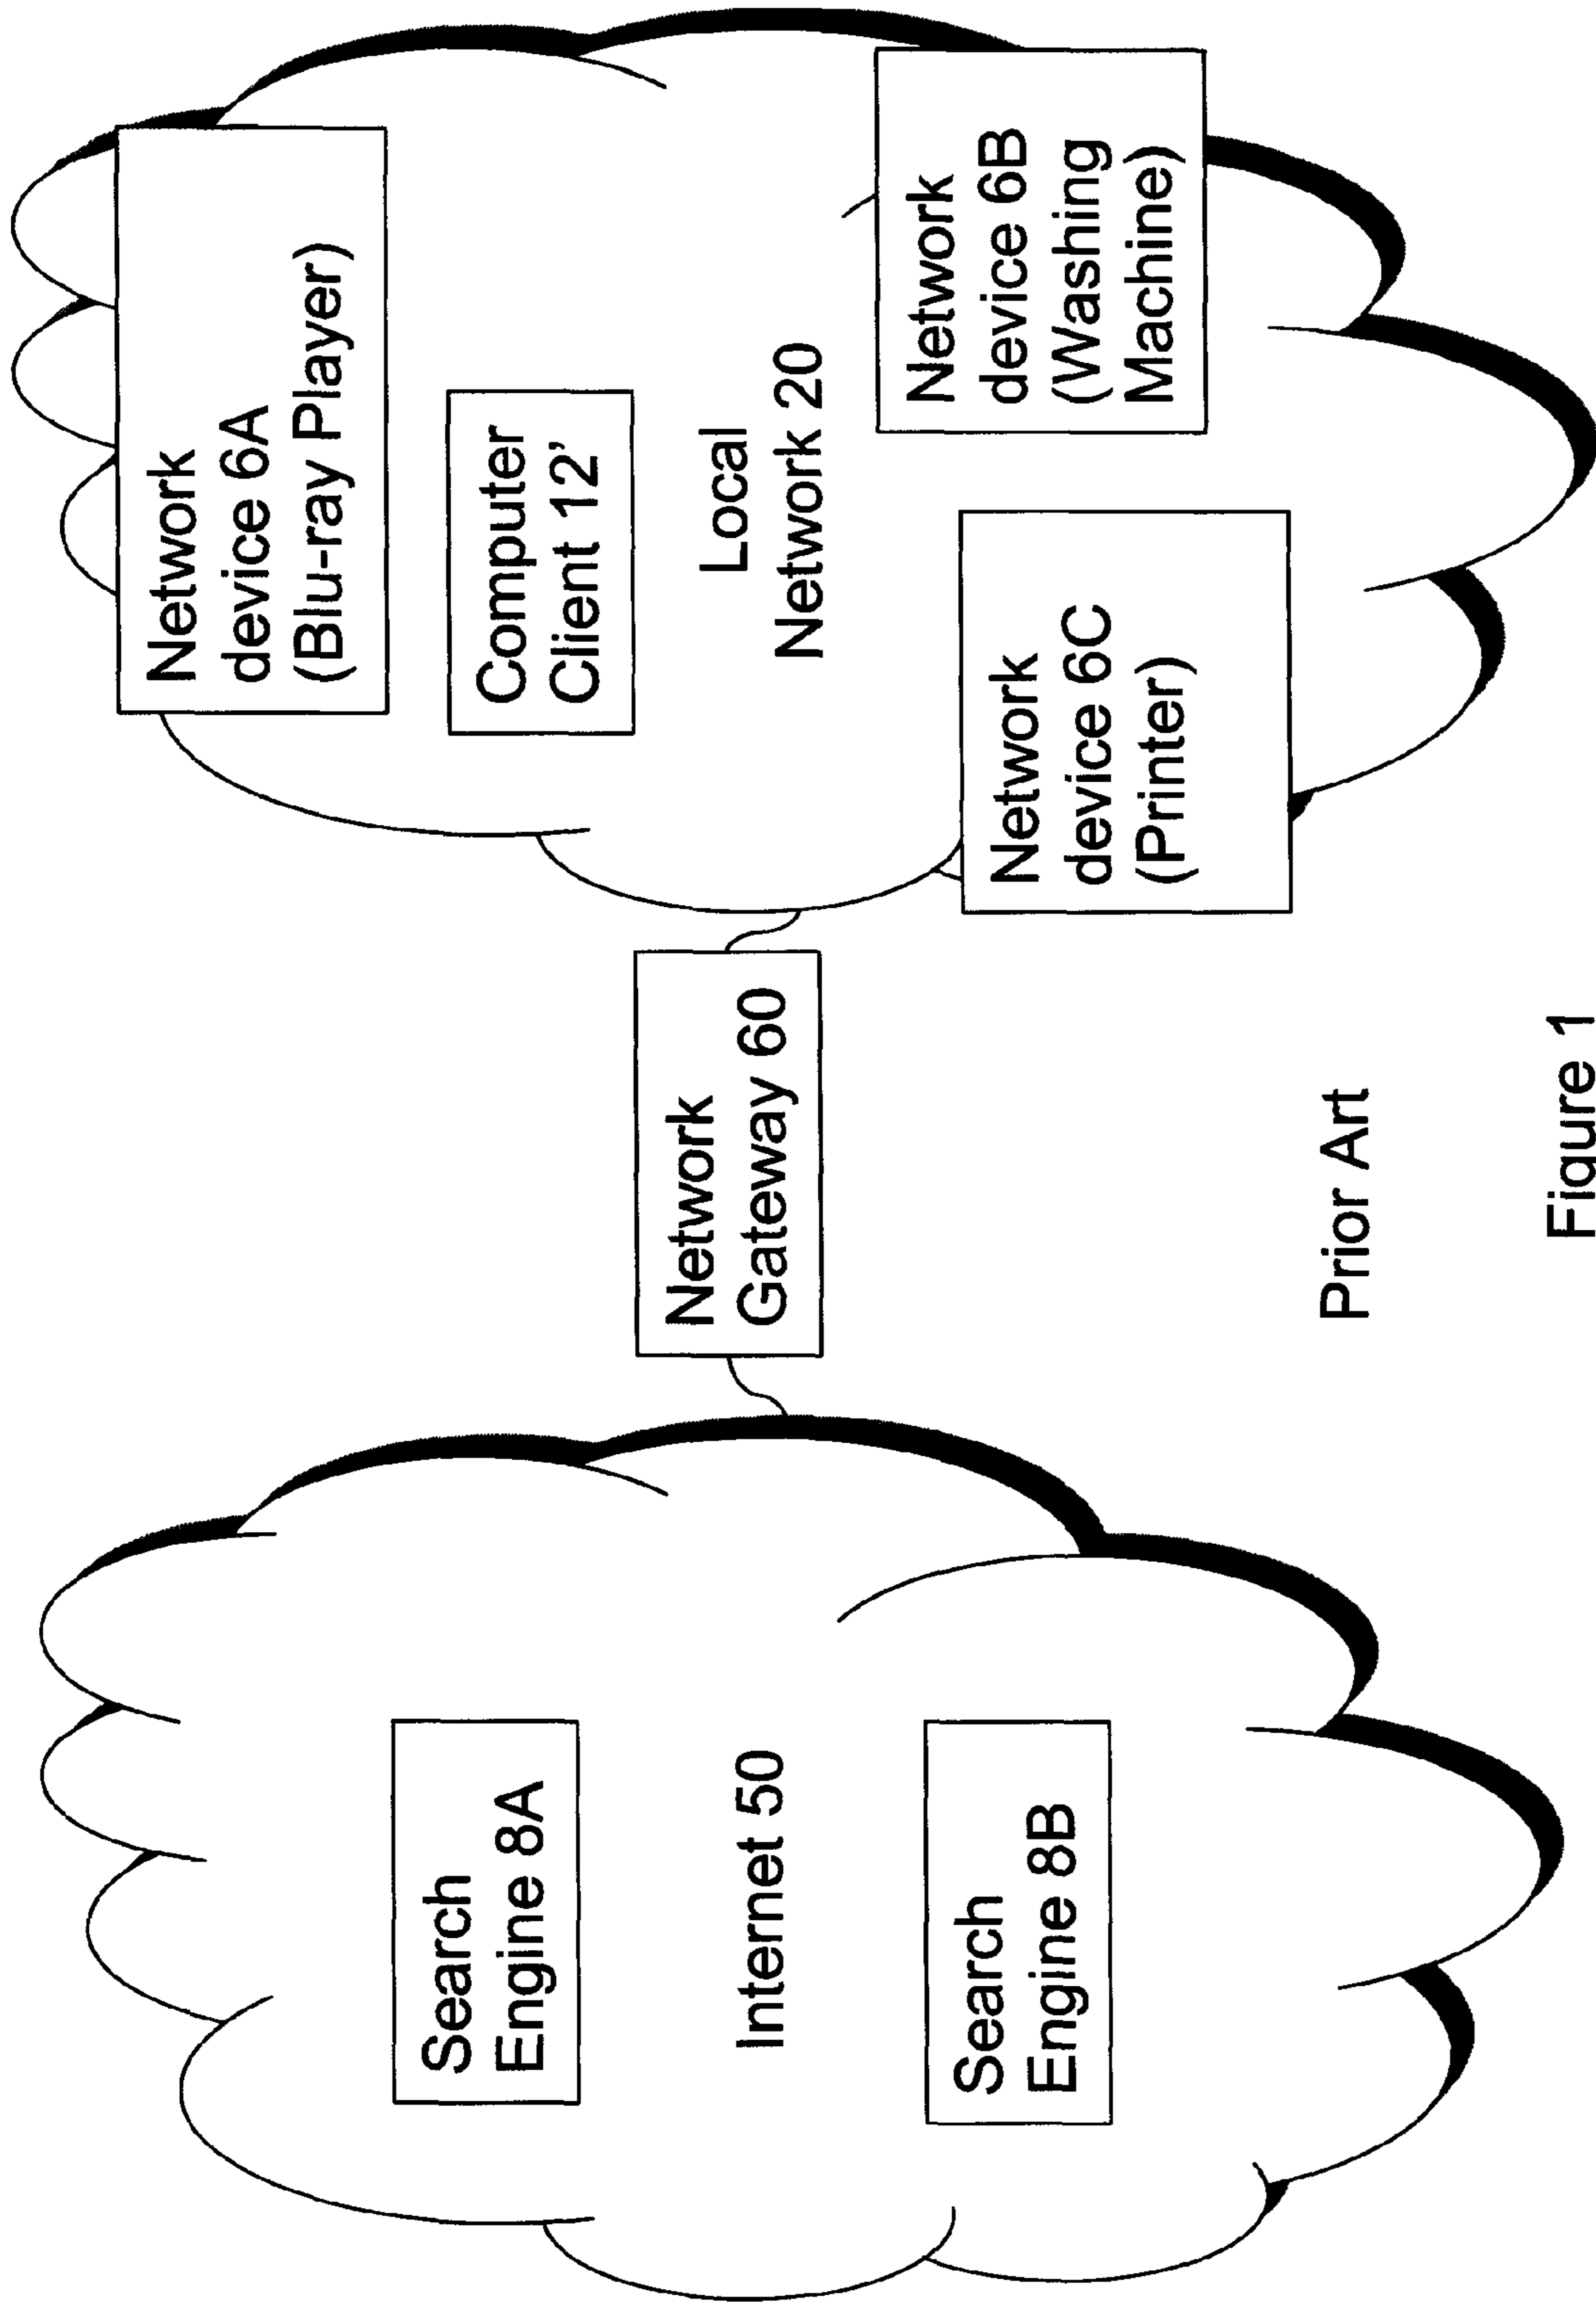 Search
Engine 8A
Internet 50
Search
Engine 8B
Network
Gateway 60
Network
device 6A
(Blu-ray Player)
Computer
Client 12'
Local
Network 20
Network
device 6B
(Washing
Machine)
Network
device 6C
(Printer)
Prior Art
Figure 1